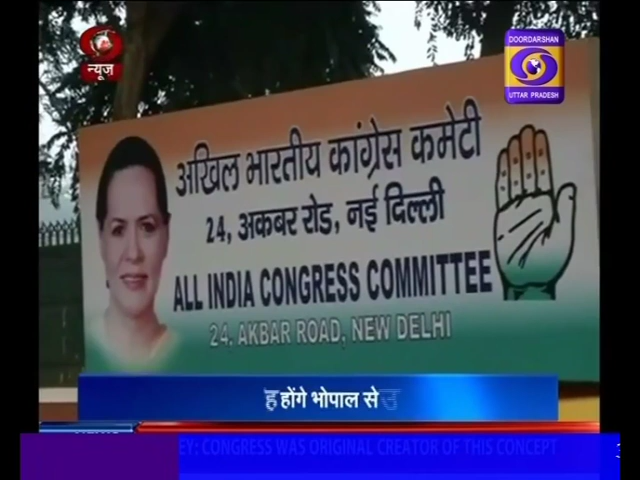 न्यूज़
DOORDARSHAN
UTTAR PRADESH
अखिल भारतीय कांग्रेस कमेटी
24, अकबर रोड, नई दिल्ली
ALL INDIA CONGRESS COMMITTEE
24, AKBAR ROAD, NEW DELHI
होंगे भोपाल से
EY: CONGRESS WAS ORIGINAL CREATOR OF THIS CONCEPT